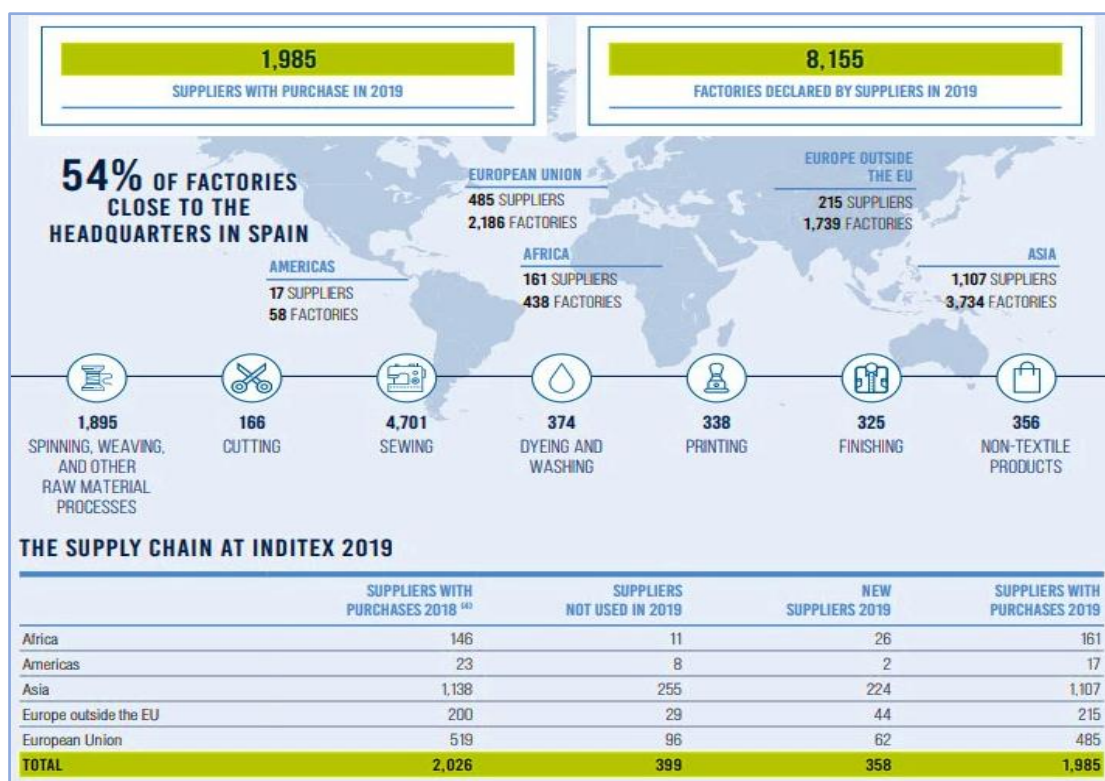 1,985
SUPPLIERS WITH PURCHASE IN 2019
8,155
FACTORIES DECLARED BY SUPPLIERS IN 2019
54% OF FACTORIES
CLOSE TO THE
HEADQUARTERS IN SPAIN
EUROPEAN UNION
485 SUPPLIERS
2,186 FACTORIES
EUROPE OUTSIDE
THE EU
215 SUPPLIERS
1,739 FACTORIES
AMERICAS
17 SUPPLIERS
58 FACTORIES
AFRICA
161 SUPPLIERS
438 FACTORIES
ASIA
1,107 SUPPLIERS
3,734 FACTORIES
1,895
SPINNING, WEAVING,
AND OTHER
RAW MATERIAL
PROCESSES
166
CUTTING
4,701
SEWING
374
DYEING AND
WASHING
338
PRINTING
325
FINISHING
356
NON-TEXTILE
PRODUCTS
THE SUPPLY CHAIN AT INDITEX 2019
SUPPLIERS WITH PURCHASES 2018 SUPPLIERS NOT USED IN 2019 NEW SUPPLIERS 2019 SUPPLIERS WITH PURCHASES 2019
Africa 146 11 26 161
Americas 23 8 2 17
Asia 1,138 255 224 1,107
Europe outside the EU 200 29 44 215
European Union 519 96 62 485
TOTAL 2,026 399 358 1,985